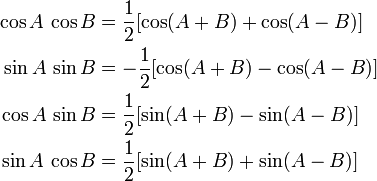 cos A cos B = 1/2[cos(A + B) + cos(A − B)]
sin A sin B = −1/2[cos(A + B) − cos(A − B)]
cos A sin B = 1/2[sin(A + B) − sin(A − B)]
sin A cos B = 1/2[sin(A + B) + sin(A − B)]